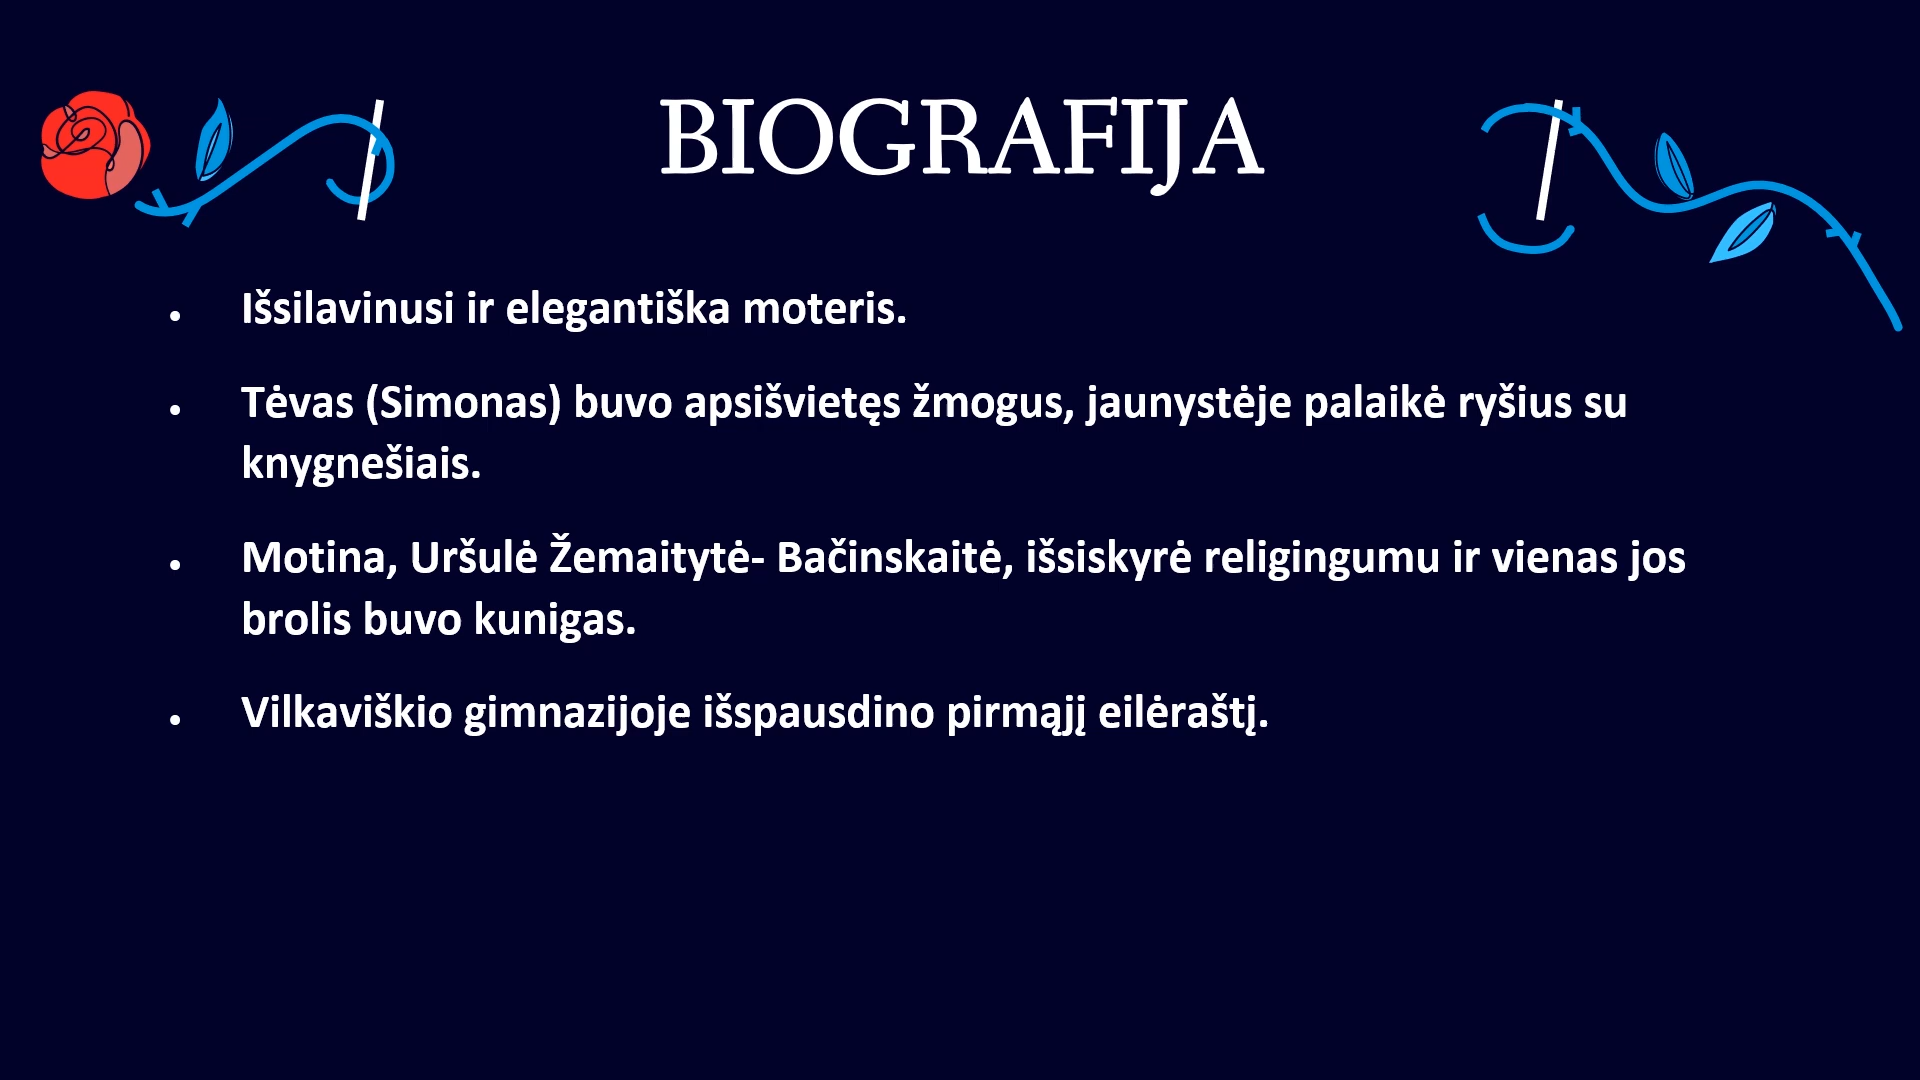 BIOGRAFIJA
• Išsilavinusi ir elegantiška moteris.
• Tėvas (Simonas) buvo apsišvietęs žmogus, jaunystėje palaikė ryšius su
knygnešiais.
• Motina, Uršulė Žemaitytė- Bačinskaitė, išsiskyrė religingumu ir vienas jos
brolis buvo kunigas.
• Vilkaviškio gimnazijoje išspausdino pirmąjį eilėraštį.